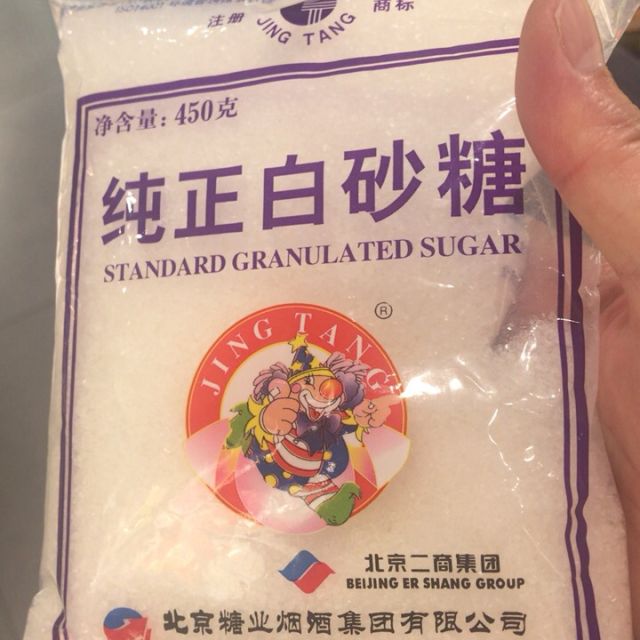 注册 商标
JING TANG
净含量: 450克
纯正白砂糖
STANDARD GRANULATED SUGAR
®
JING TANG
北京二商集团
BEIJING ER SHANG GROUP
北京糖业烟酒集团有限公司